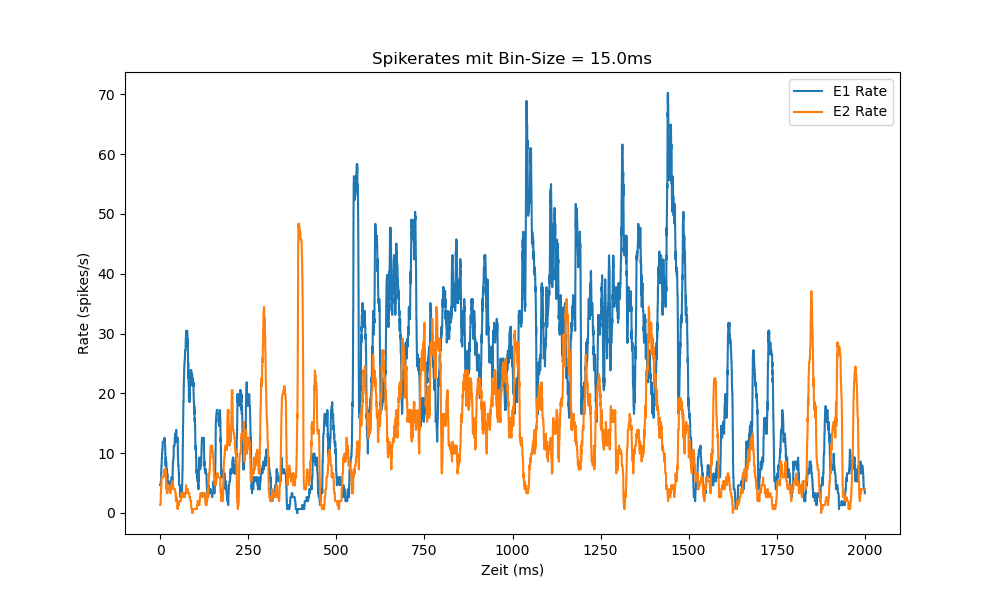 Spikerates mit Bin-Size = 15.0ms
E1 Rate
E2 Rate
70
60
50
40
30
20
10
0
Rate (spikes/s)
0 250 500 750 1000 1250 1500 1750 2000
Zeit (ms)